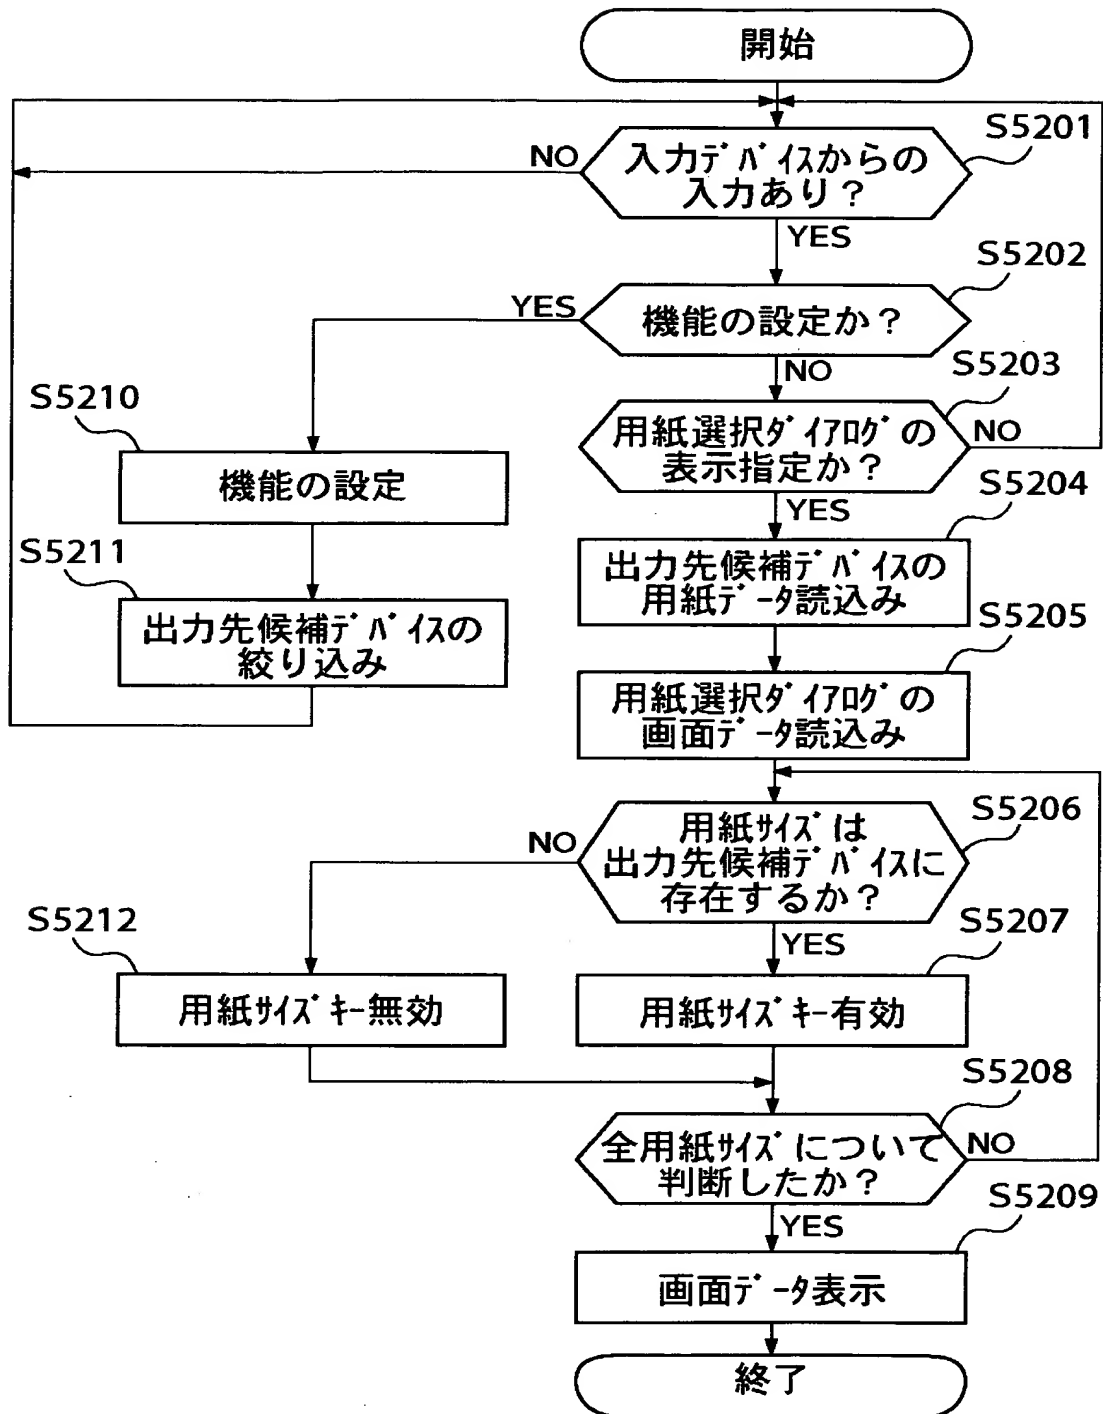 開始
S5201
入力デバイスからの
入力あり？
NO
YES
S5202
機能の設定か？
YES
NO
S5203
用紙選択ダイアログの
表示指定か？
NO
YES
S5210
機能の設定
S5204
出力先候補デバイスの
用紙データ読込み
S5211
出力先候補デバイスの
絞り込み
S5205
用紙選択ダイアログの
画面データ読込み
S5206
用紙サイズは
出力先候補デバイスに
存在するか？
NO
YES
S5212
用紙サイズキー無効
S5207
用紙サイズキー有効
S5208
全用紙サイズについて
判断したか？
NO
YES
S5209
画面データ表示
終了